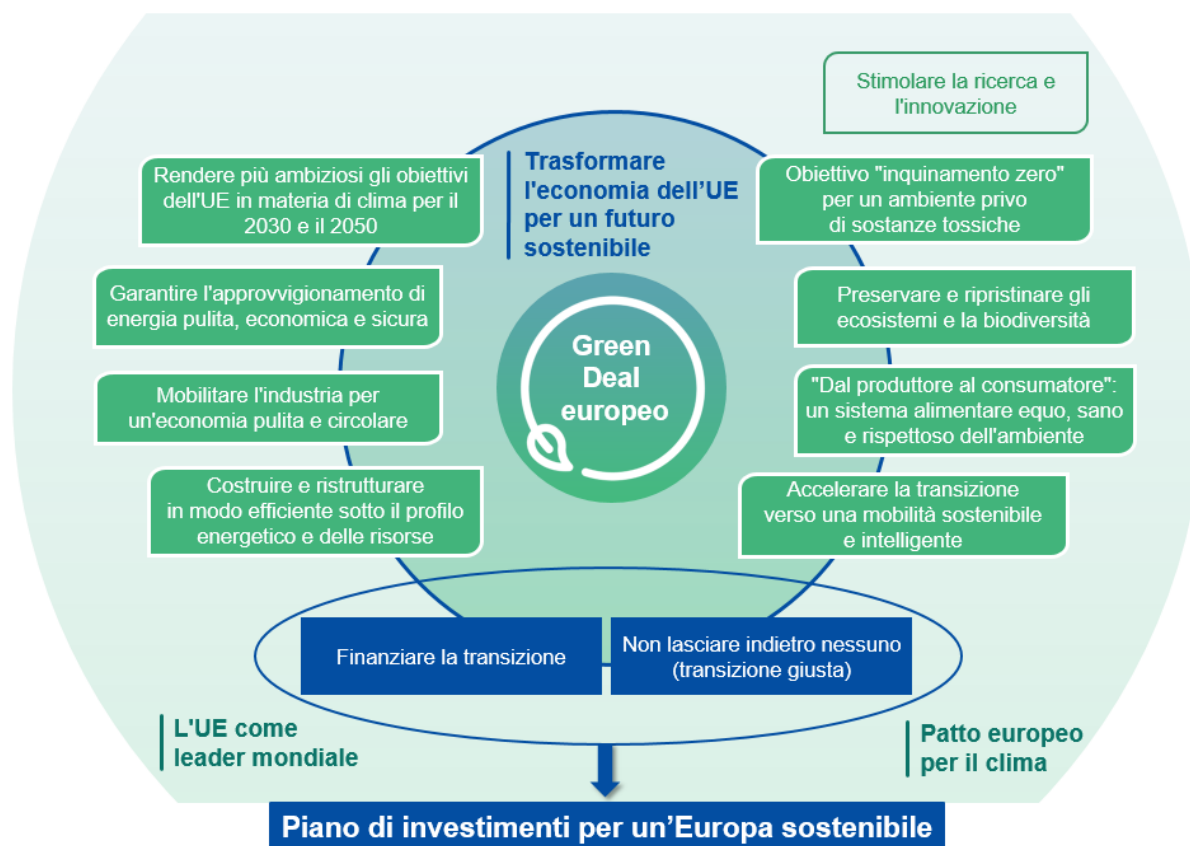 Stimolare la ricerca e
l'innovazione
Trasformare
l'economia dell’UE
per un futuro
sostenibile
Rendere più ambiziosi gli obiettivi
dell'UE in materia di clima per il
2030 e il 2050
Garantire l'approvvigionamento di
energia pulita, economica e sicura
Mobilitare l'industria per
un'economia pulita e circolare
Costruire e ristrutturare
in modo efficiente sotto il profilo
energetico e delle risorse
Green
Deal
europeo
Obiettivo "inquinamento zero"
per un ambiente privo
di sostanze tossiche
Preservare e ripristinare gli
ecosistemi e la biodiversità
"Dal produttore al consumatore":
un sistema alimentare equo, sano
e rispettoso dell'ambiente
Accelerare la transizione
verso una mobilità sostenibile
e intelligente
Finanziare la transizione
Non lasciare indietro nessuno
(transizione giusta)
L'UE come
leader mondiale
Patto europeo
per il clima
Piano di investimenti per un’Europa sostenibile